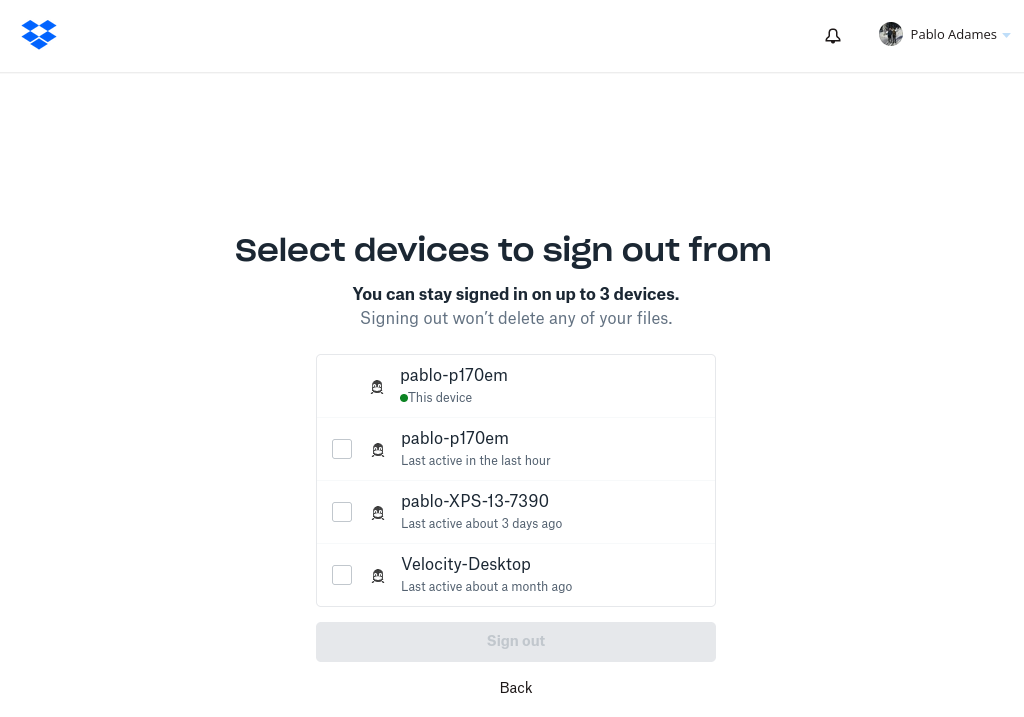 Pablo Adames
Select devices to sign out from
You can stay signed in on up to 3 devices.
Signing out won’t delete any of your files.
pablo-p170em
This device
pablo-p170em
Last active in the last hour
pablo-XPS-13-7390
Last active about 3 days ago
Velocity-Desktop
Last active about a month ago
Sign out
Back